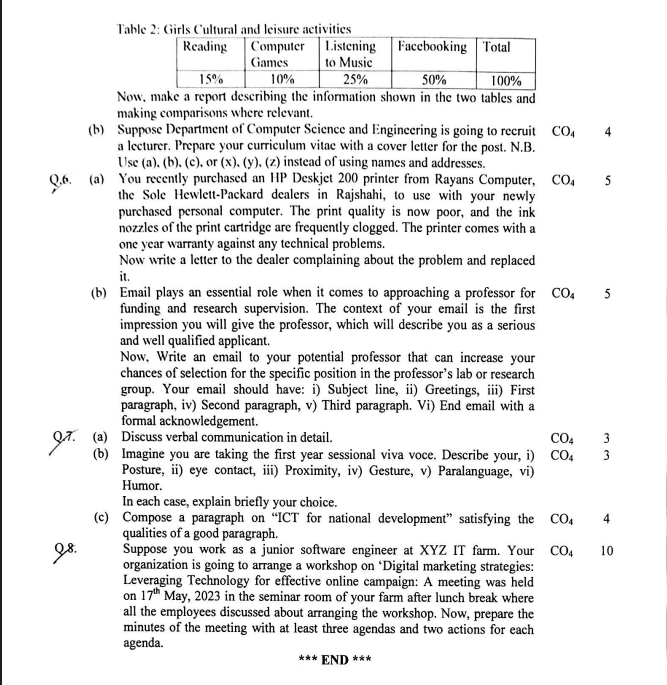 Table 2: Girls Cultural and leisure activities
Reading Computer Games Listening to Music Facebooking Total
15% 10% 25% 50% 100%
Now, make a report describing the information shown in the two tables and
making comparisons where relevant.
(b) Suppose Department of Computer Science and Engineering is going to recruit CO4 4
a lecturer. Prepare your curriculum vitae with a cover letter for the post. N.B.
Use (a), (b), (c), or (x), (y), (z) instead of using names and addresses.
Q.6. (a) You recently purchased an HP Deskjet 200 printer from Rayans Computer, CO4 5
the Sole Hewlett-Packard dealers in Rajshahi, to use with your newly
purchased personal computer. The print quality is now poor, and the ink
nozzles of the print cartridge are frequently clogged. The printer comes with a
one year warranty against any technical problems.
Now write a letter to the dealer complaining about the problem and replaced
it.
(b) Email plays an essential role when it comes to approaching a professor for CO4 5
funding and research supervision. The context of your email is the first
impression you will give the professor, which will describe you as a serious
and well qualified applicant.
Now, Write an email to your potential professor that can increase your
chances of selection for the specific position in the professor's lab or research
group. Your email should have: i) Subject line, ii) Greetings, iii) First
paragraph, iv) Second paragraph, v) Third paragraph. Vi) End email with a
formal acknowledgement.
Q.7. (a) Discuss verbal communication in detail. CO4 3
(b) Imagine you are taking the first year sessional viva voce. Describe your, i) CO4 3
Posture, ii) eye contact, iii) Proximity, iv) Gesture, v) Paralanguage, vi)
Humor.
In each case, explain briefly your choice.
(c) Compose a paragraph on “ICT for national development” satisfying the CO4 4
qualities of a good paragraph.
Q.8. Suppose you work as a junior software engineer at XYZ IT farm. Your CO4 10
organization is going to arrange a workshop on ‘Digital marketing strategies:
Leveraging Technology for effective online campaign: A meeting was held
on 17th May, 2023 in the seminar room of your farm after lunch break where
all the employees discussed about arranging the workshop. Now, prepare the
minutes of the meeting with at least three agendas and two actions for each
agenda.
*** END ***